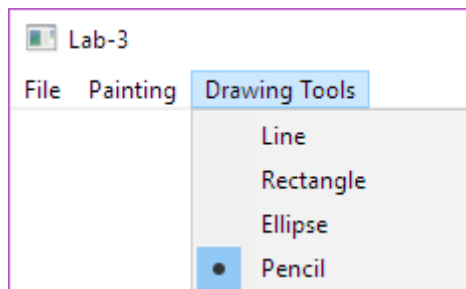 Lab-3
File Painting Drawing Tools
Line
Rectangle
Ellipse
Pencil